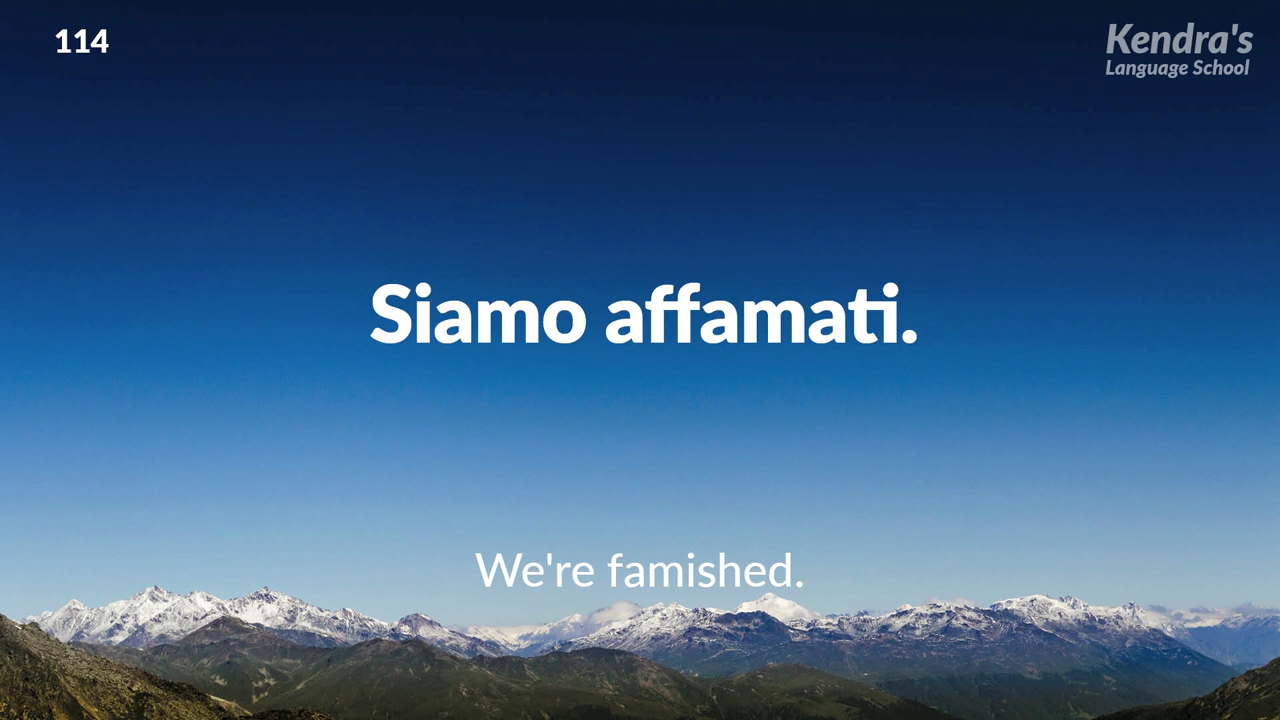 114
Kendra's
Language School
Siamo affamati.
We're famished.